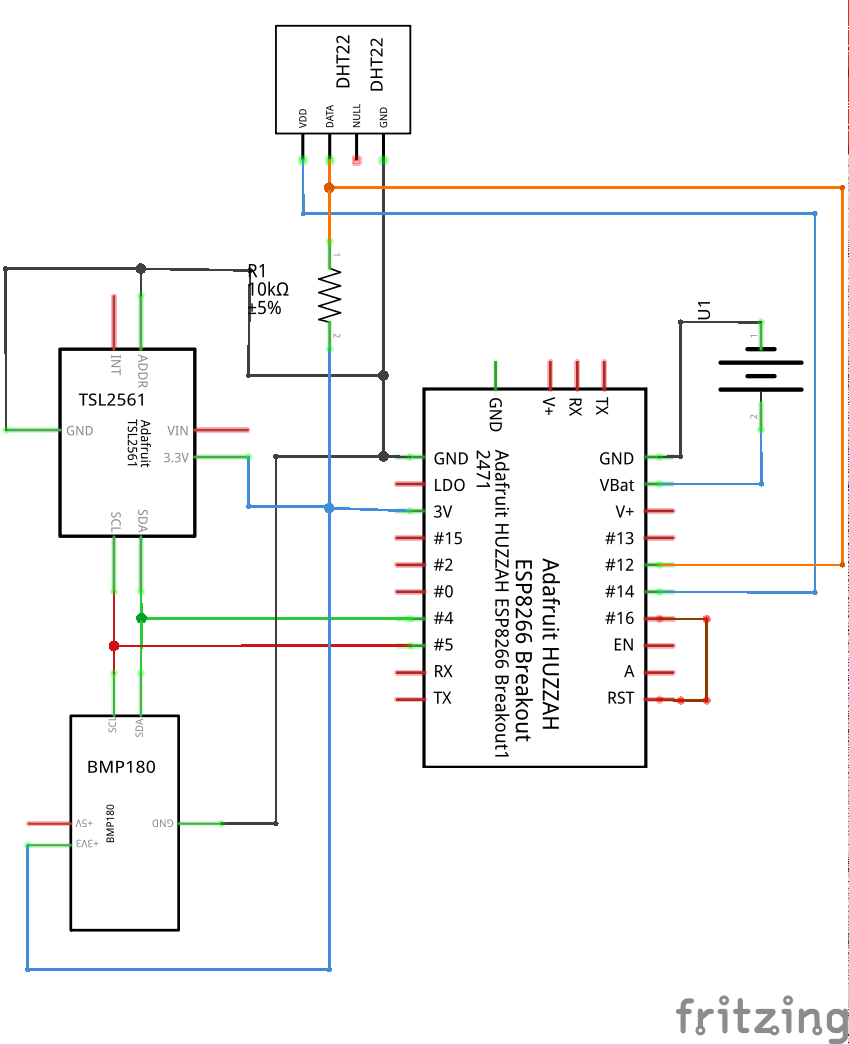 DHT22
DHT22
VDD
DATA
NULL
GND
1
R1
10kΩ
±5%
2
U1
1
2
INT
ADDR
TSL2561
Adafruit
TSL2561
GND
VIN
3.3V
SCL
SDA
GND
V+
RX
TX
GND
LDO
3V
#15
#2
#0
#4
#5
RX
TX
Adafruit HUZZAH ESP8266 Breakout1
2471
Adafruit HUZZAH
ESP8266 Breakout
GND
VBat
V+
#13
#12
#14
#16
EN
A
RST
SCL
SDA
BMP180
BMP180
+5V
+3V3
GND
fritzing